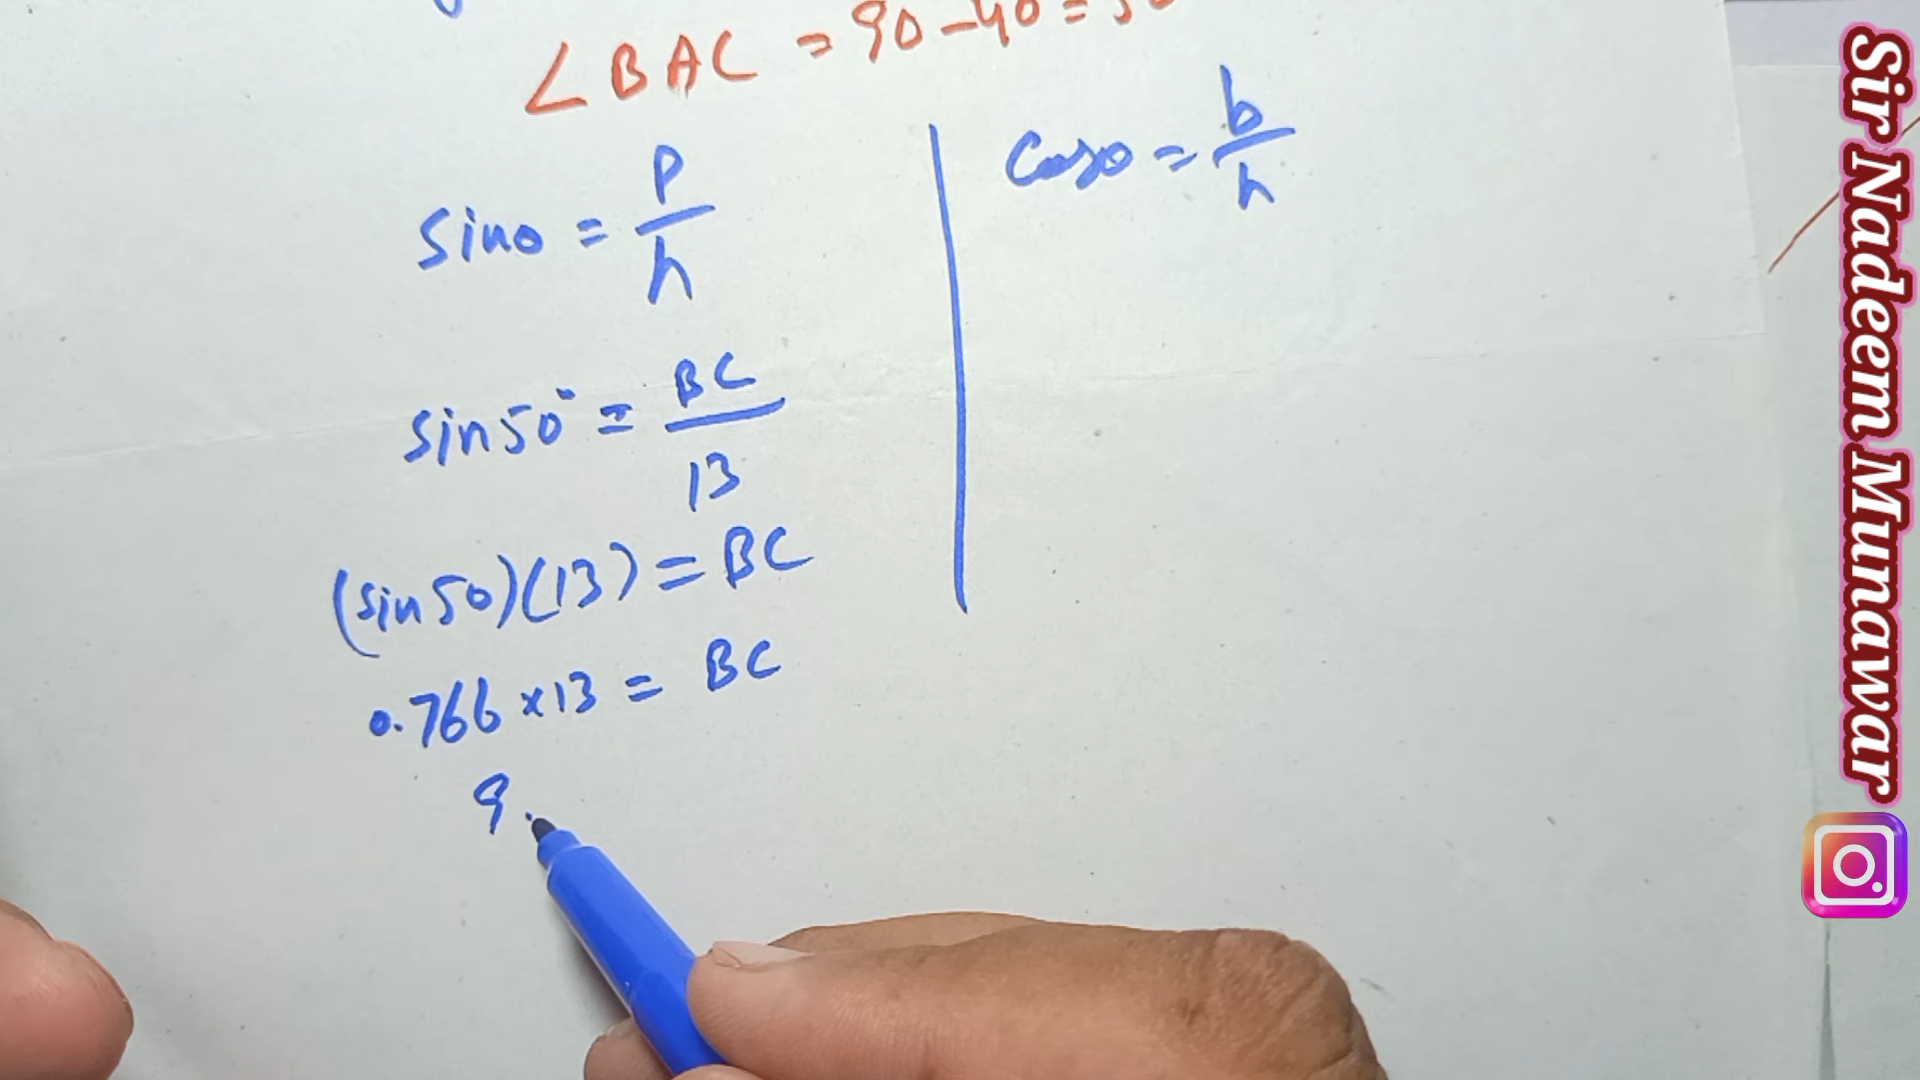 ∠BAC = 90-40=50
sinθ = P/h
sin50° = BC/13
(sin50)(13) = BC
0.766 x 13 = BC
9.
Cosθ = b/h
Sir Nadeem Munawar